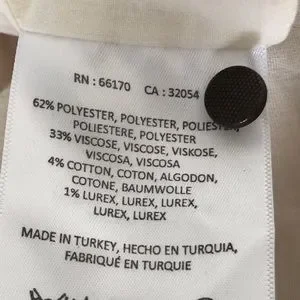 RN : 66170 CA : 32054
62% POLYESTER, POLYESTER, POLIESTER,
POLIESTERE, POLYESTER
33% VISCOSE, VISCOSE, VISKOSE,
VISCOSA, VISCOSA
4% COTTON, COTON, ALGODON,
COTONE, BAUMWOLLE
1% LUREX, LUREX, LUREX,
LUREX, LUREX
MADE IN TURKEY, HECHO EN TURQUIA,
FABRIQUÉ EN TURQUIE